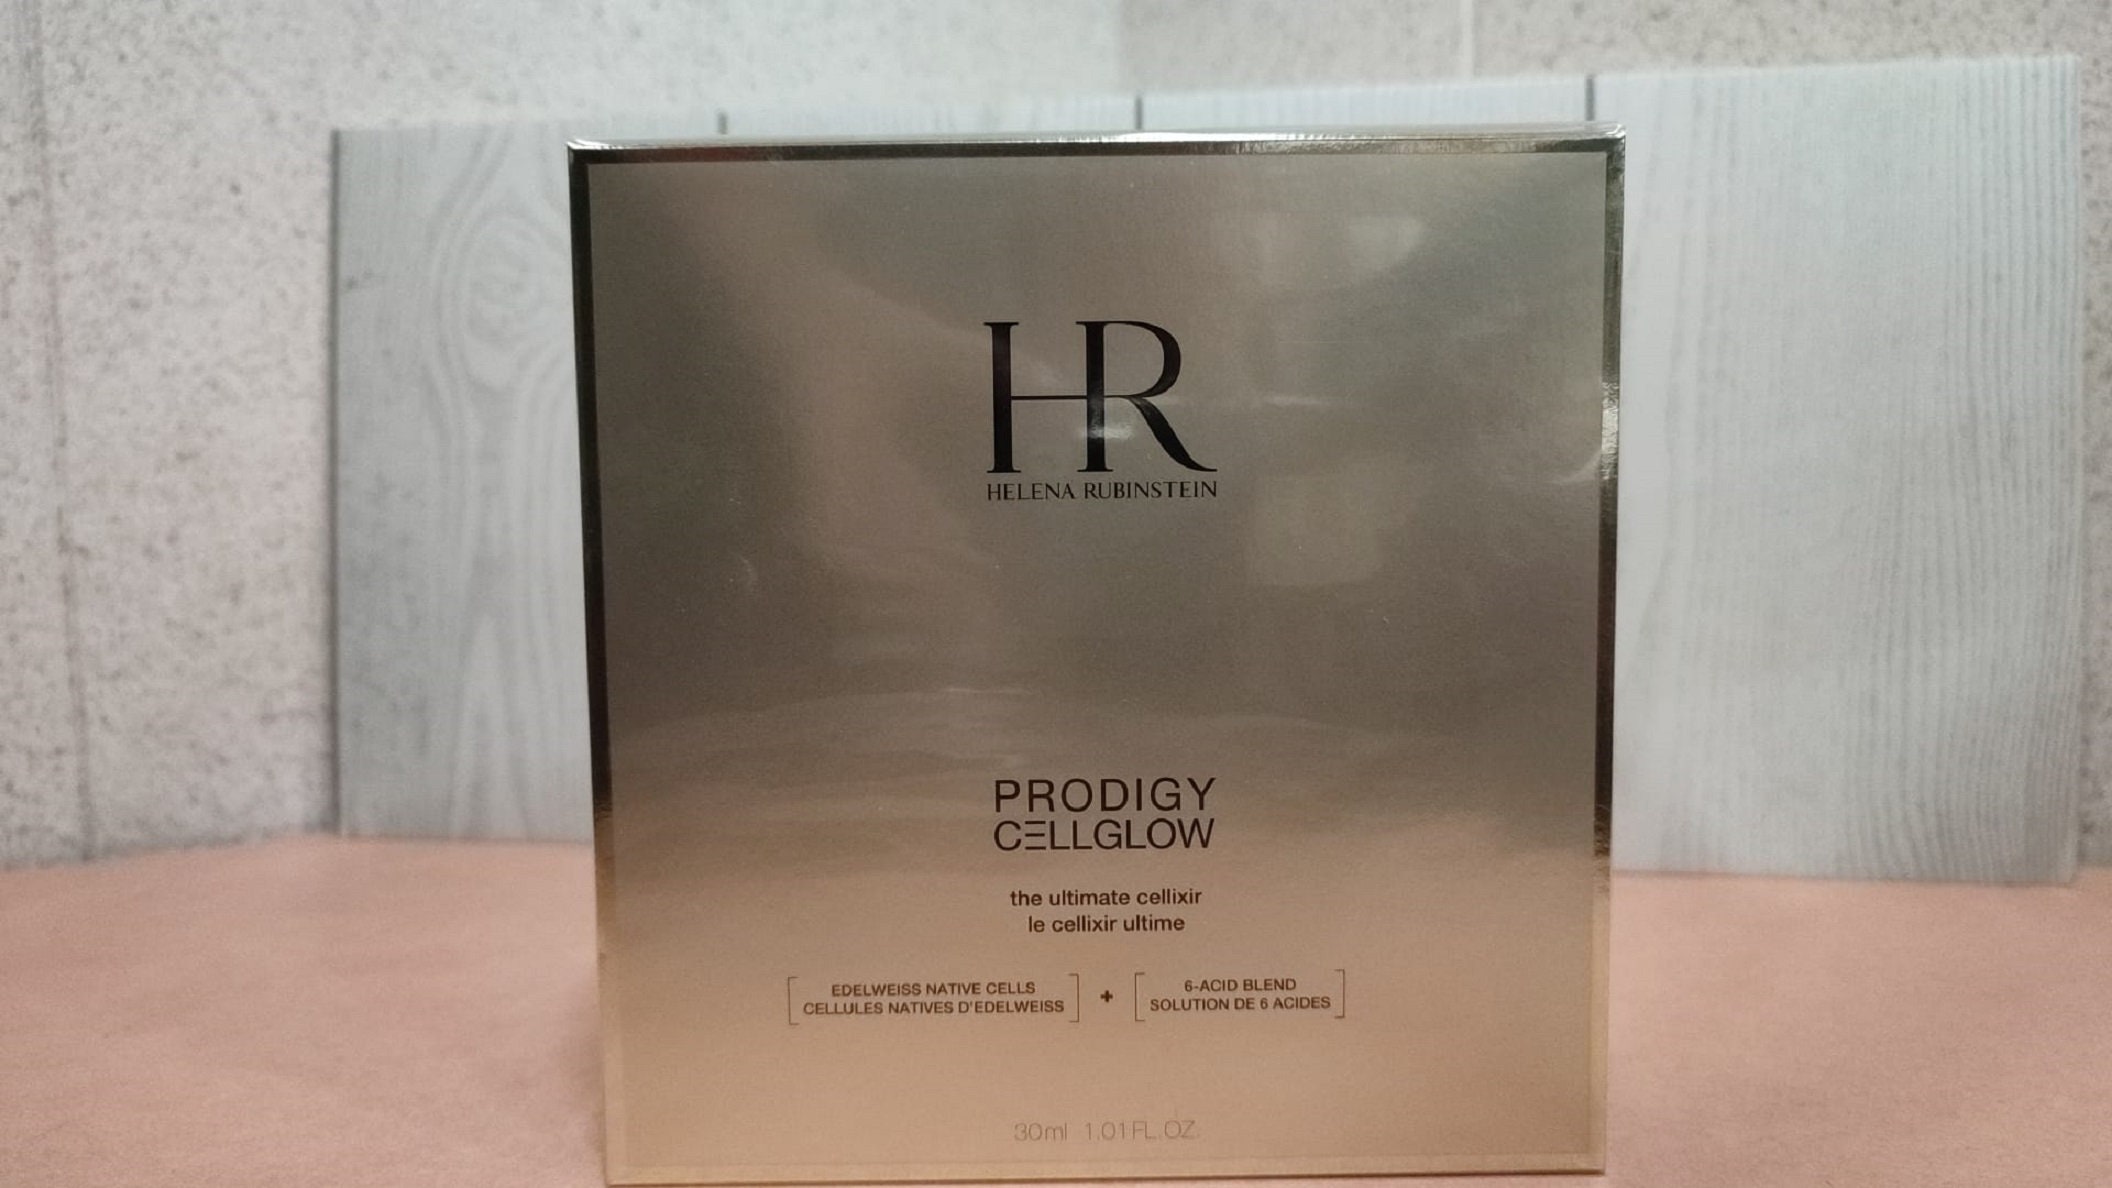 HR
HELENA RUBINSTEIN
PRODIGY
CELLGLOW
the ultimate cellixir
le cellixir ultime
EDELWEISS NATIVE CELLS
CELLULES NATIVES D'EDELWEISS
+
6-ACID BLEND
SOLUTION DE 6 ACIDES
30ml 1.01FL.OZ.